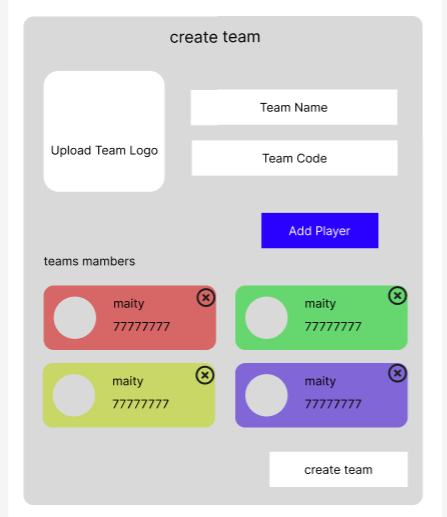 create team
Upload Team Logo
Team Name
Team Code
Add Player
teams mambers
maity
77777777
maity
77777777
maity
77777777
maity
77777777
create team